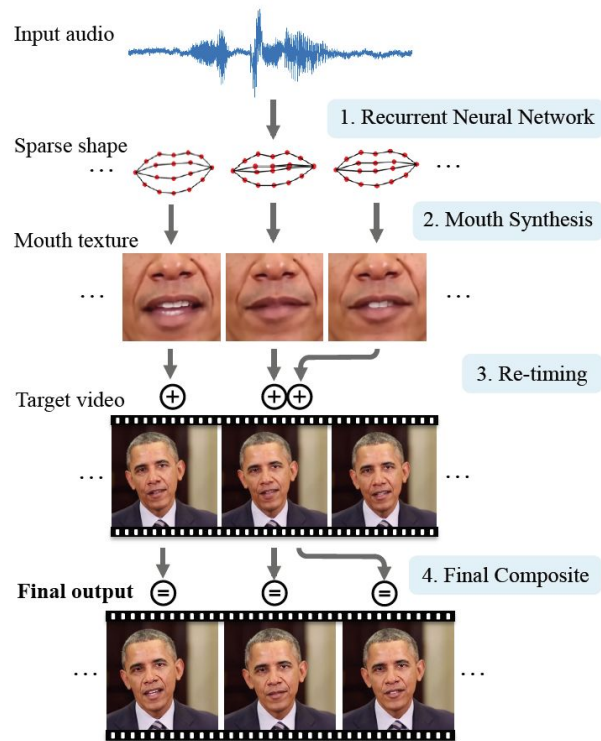 Input audio
1. Recurrent Neural Network
Sparse shape
...
...
2. Mouth Synthesis
Mouth texture
...
...
3. Re-timing
+
++
Target video
...
...
4. Final Composite
Final output
=
=
=
...
...